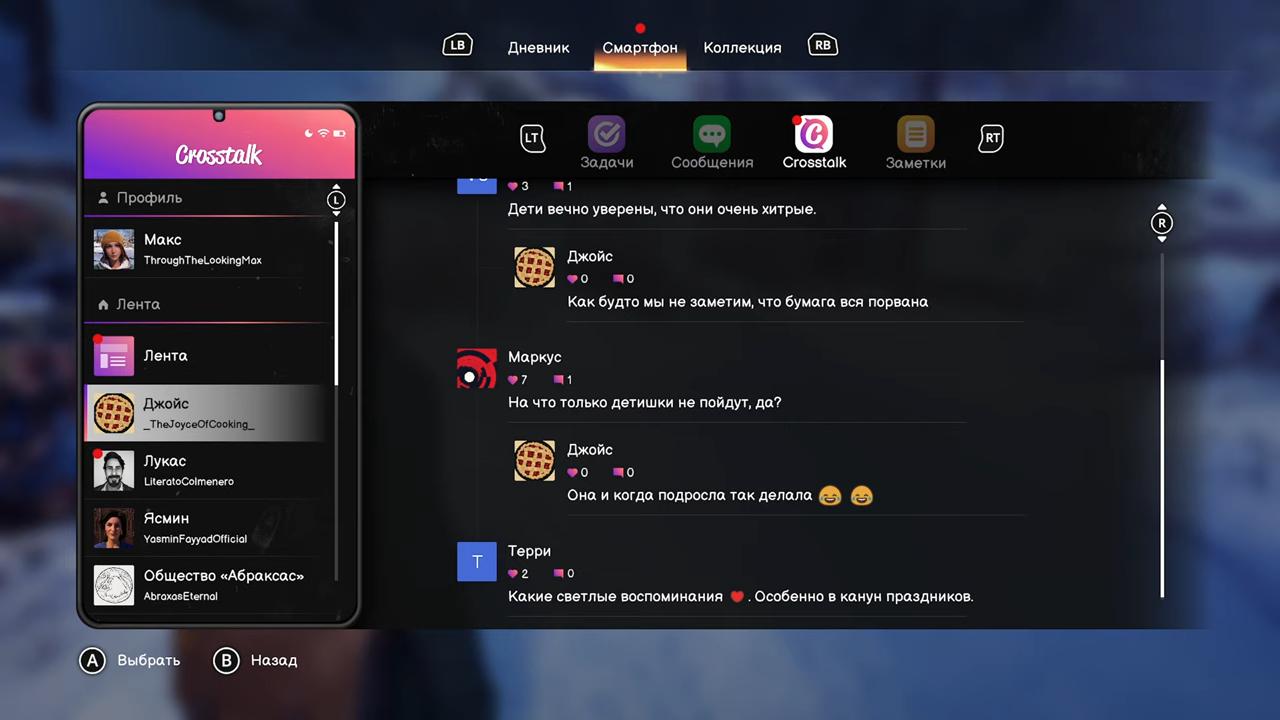 LB
Дневник
Смартфон
Коллекция
RB
Crosstalk
Профиль
L
Макс
ThroughTheLookingMax
Лента
Лента
Джойс
_TheJoyceOfCooking_
Лукас
LiteratoColmenero
Ясмин
YasminFayyadOfficial
Общество «Абраксас»
AbraxasEternal
LT
Задачи
Сообщения
Crosstalk
Заметки
RT
R
3 1
Дети вечно уверены, что они очень хитрые.
Джойс
0 0
Как будто мы не заметим, что бумага вся порвана
Маркус
7 1
На что только детишки не пойдут, да?
Джойс
0 0
Она и когда подросла так делала 😂 😂
Т
Терри
2 0
Какие светлые воспоминания ❤. Особенно в канун праздников.
A Выбрать
B Назад